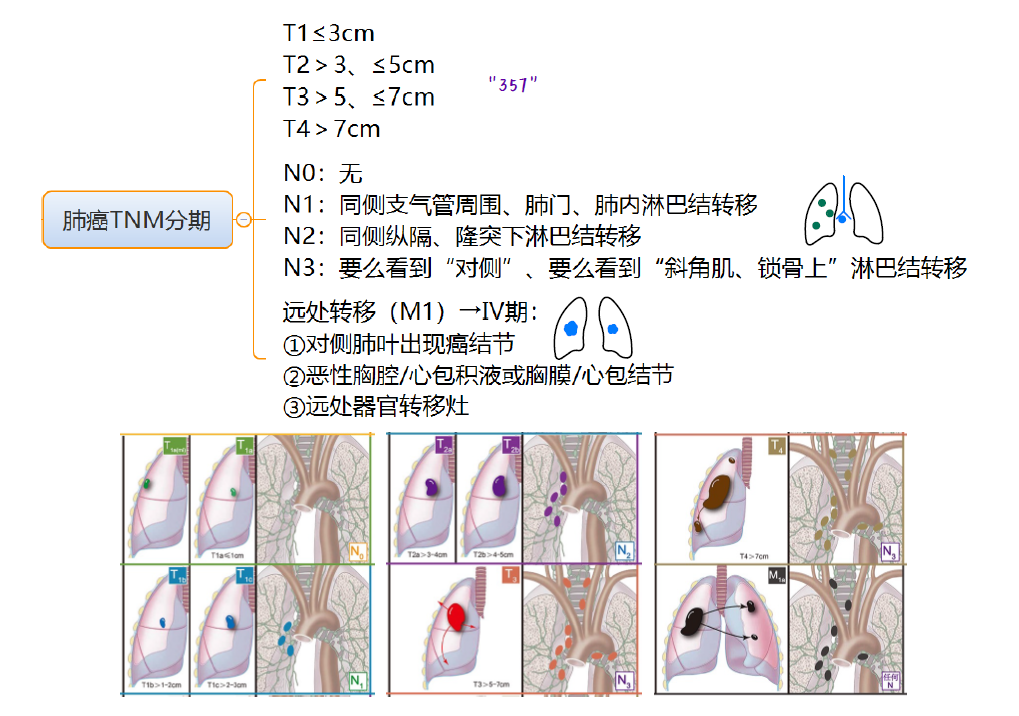 T1≤3cm
T2＞3、≤5cm
T3＞5、≤7cm
T4＞7cm
"357"
肺癌TNM分期
N0：无
N1：同侧支气管周围、肺门、肺内淋巴结转移
N2：同侧纵隔、隆突下淋巴结转移
N3：要么看到“对侧”、要么看到“斜角肌、锁骨上”淋巴结转移
远处转移（M1）→IV期：
①对侧肺叶出现癌结节
②恶性胸腔/心包积液或胸膜/心包结节
③远处器官转移灶
T1a(mi)
T1a
T1a≤1cm
N0
T2a
T2b
T2a>3-4cm
T2b>4-5cm
N2
T4
T4>7cm
N3
T1b
T1c
T1b>1-2cm
T1c>2-3cm
N1
T3
T3>5-7cm
N3
M1a
任何
N